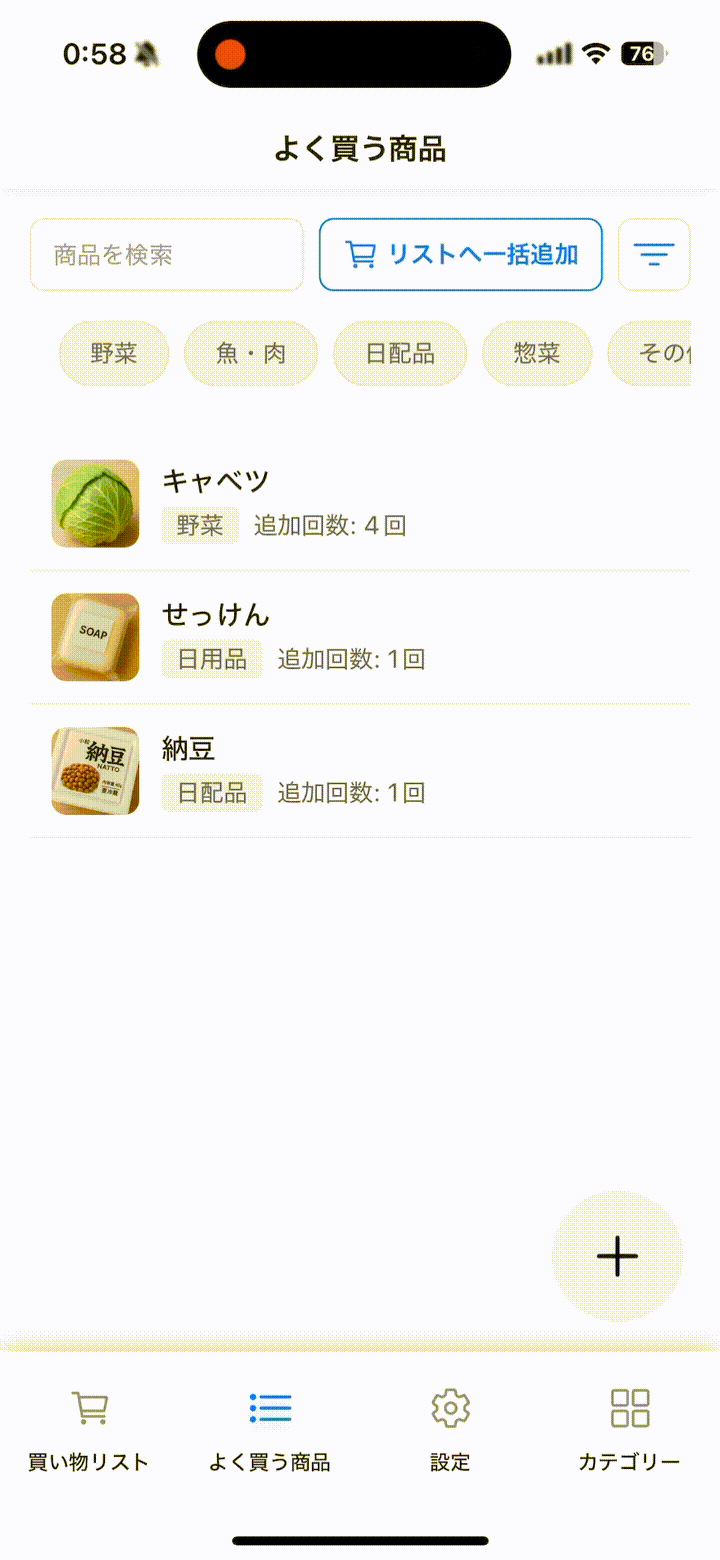 0:58
76
よく買う商品
商品を検索
リストへ一括追加
野菜 魚・肉 日配品 惣菜 その
キャベツ
野菜 追加回数: 4回
SOAP
せっけん
日用品 追加回数: 1回
納豆
NATTO
納豆
日配品 追加回数: 1回
買い物リスト よく買う商品 設定 カテゴリー